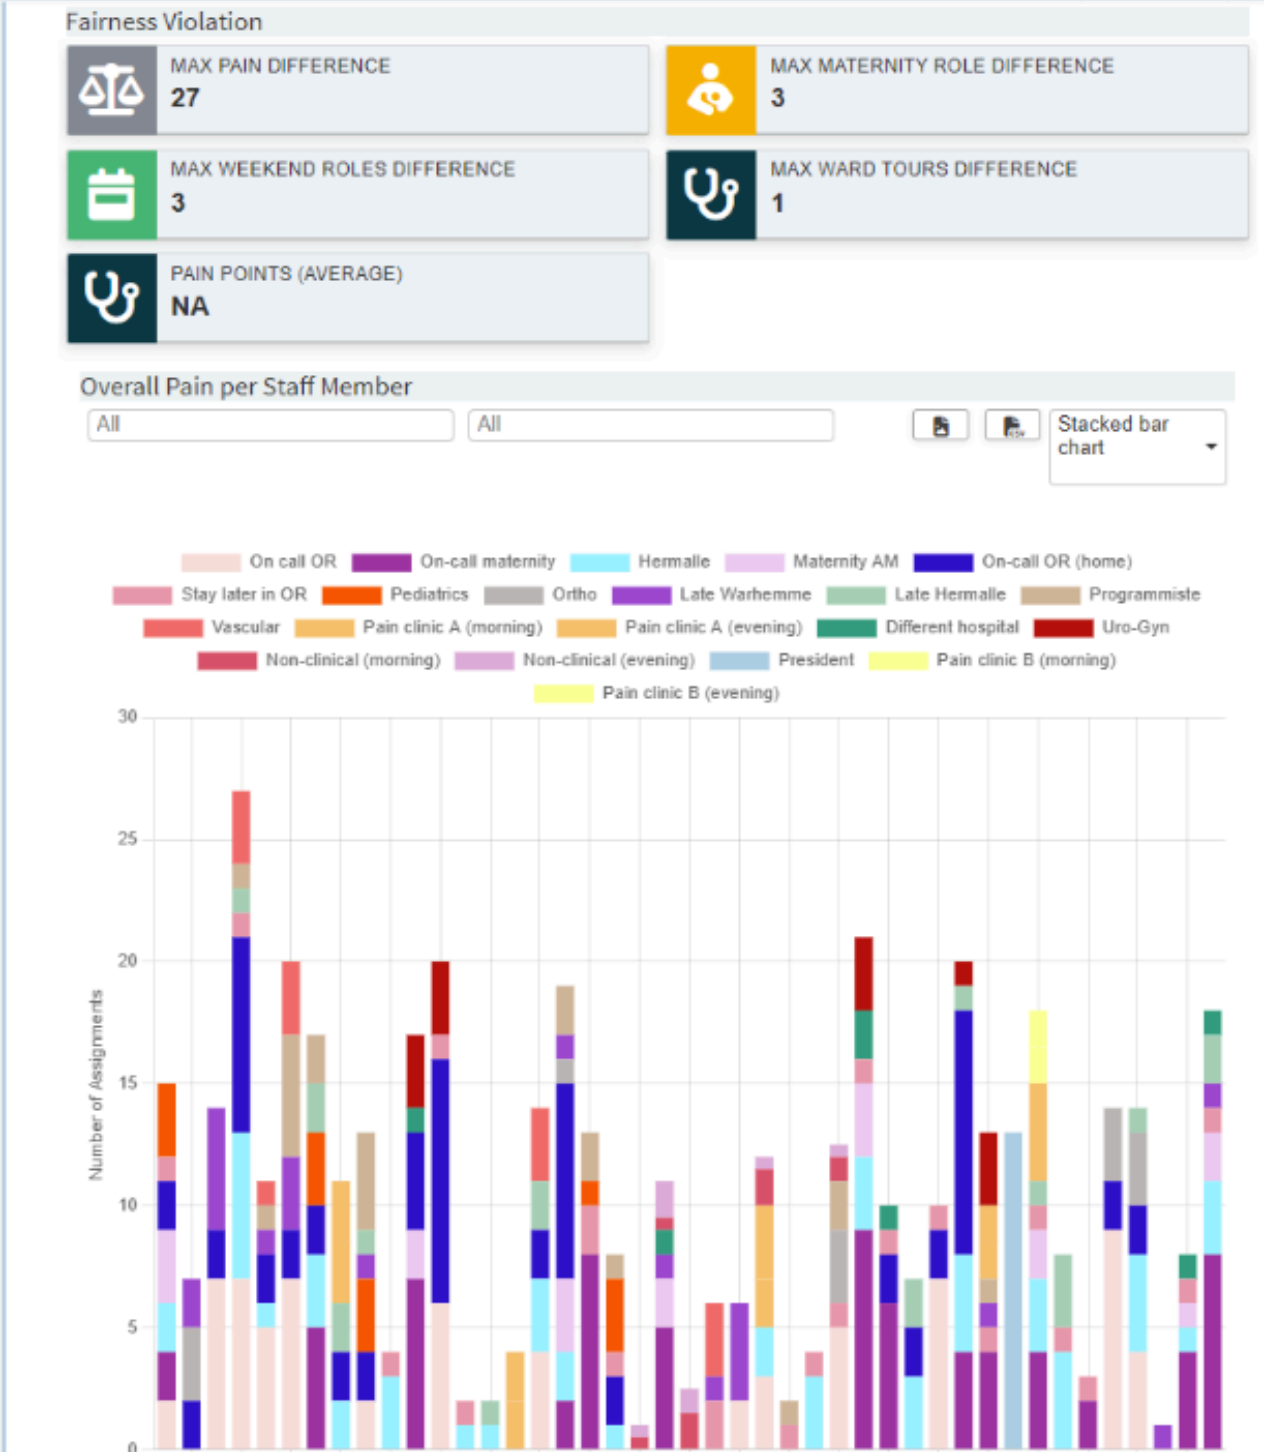 Fairness Violation
MAX PAIN DIFFERENCE
27
MAX MATERNITY ROLE DIFFERENCE
3
MAX WEEKEND ROLES DIFFERENCE
3
MAX WARD TOURS DIFFERENCE
1
PAIN POINTS (AVERAGE)
NA
Overall Pain per Staff Member
All
All
Stacked bar
chart
On call OR On-call maternity Hermalle Maternity AM On-call OR (home)
Stay later in OR Pediatrics Ortho Late Warhemme Late Hermalle Programmiste
Vascular Pain clinic A (morning) Pain clinic A (evening) Different hospital Uro-Gyn
Non-clinical (morning) Non-clinical (evening) President Pain clinic B (morning)
Pain clinic B (evening)
30
25
20
15
10
5
0
Number of Assignments